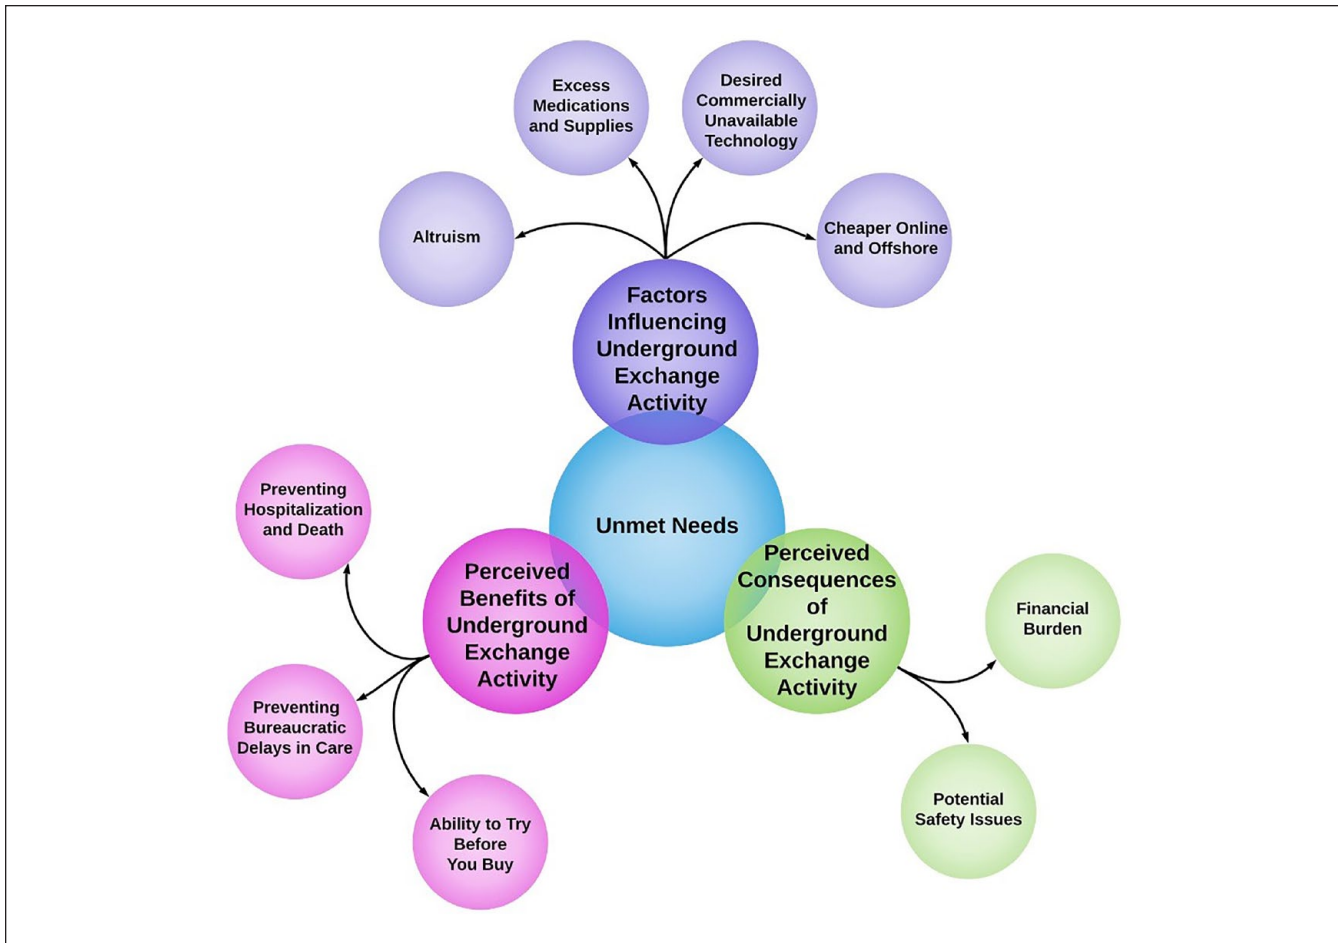 Excess
Medications
and Supplies
Desired
Commercially
Unavailable
Technology
Altruism
Cheaper Online
and Offshore
Factors
Influencing
Underground
Exchange
Activity
Unmet Needs
Preventing
Hospitalization
and Death
Perceived
Benefits of
Underground
Exchange
Activity
Perceived
Consequences
of
Underground
Exchange
Activity
Financial
Burden
Preventing
Bureaucratic
Delays in Care
Ability to Try
Before
You Buy
Potential
Safety Issues